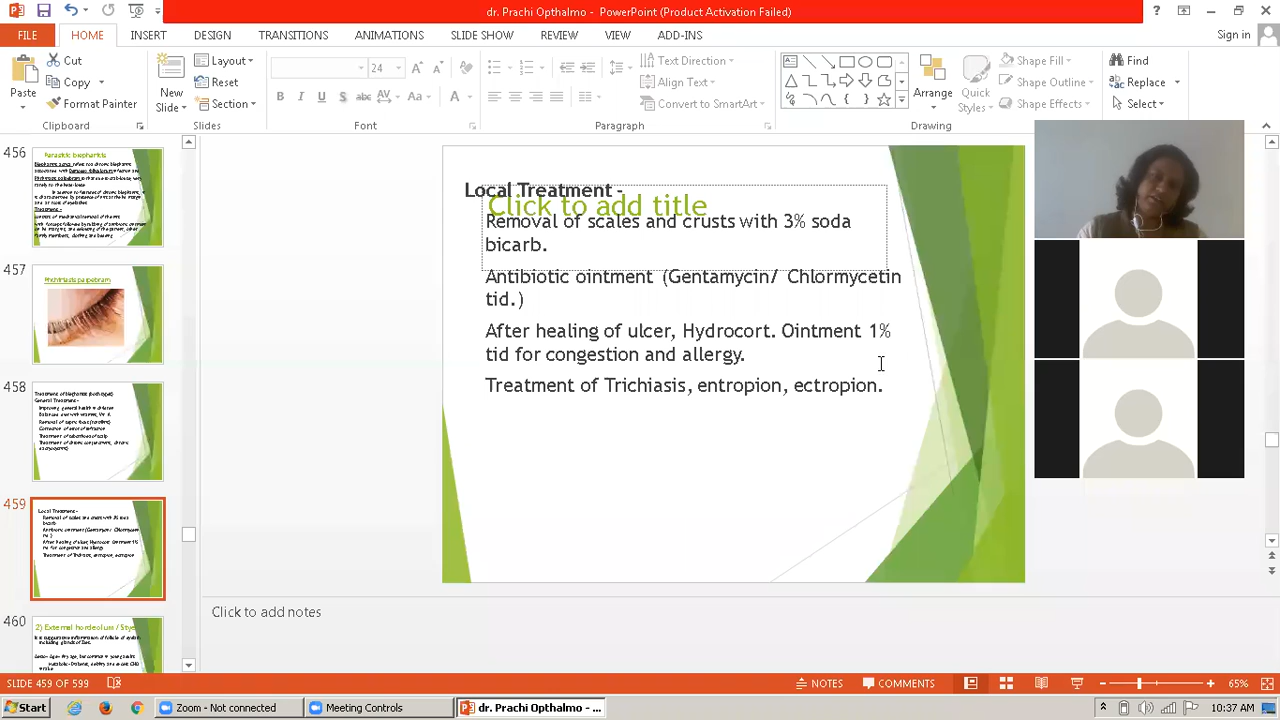 dr. Prachi Opthalmo - PowerPoint (Product Activation Failed)
FILE HOME INSERT DESIGN TRANSITIONS ANIMATIONS SLIDE SHOW REVIEW VIEW ADD-INS Sign in
Cut
Copy
Format Painter
Paste
Clipboard
New
Slide
Layout
Reset
Section
Slides
24
Font
Text Direction
Align Text
Convert to SmartArt
Paragraph
Arrange
Quick
Styles
Shape Fill
Shape Outline
Shape Effects
Drawing
Find
Replace
Select
Editing
456
Parasitic blepharitis
457
Phthiriasis palpebrum
458
459
Local Treatment -
460
2) External hordeolum / Stye
Local Treatment -
Click to add title
Removal of scales and crusts with 3% soda
bicarb.
Antibiotic ointment (Gentamycin/ Chlormycetin
tid.)
After healing of ulcer, Hydrocort. Ointment 1%
tid for congestion and allergy.
Treatment of Trichiasis, entropion, ectropion.
Click to add notes
SLIDE 459 OF 599
NOTES
COMMENTS
65%
Start
Zoom - Not connected
Meeting Controls
dr. Prachi Opthalmo - ...
10:37 AM